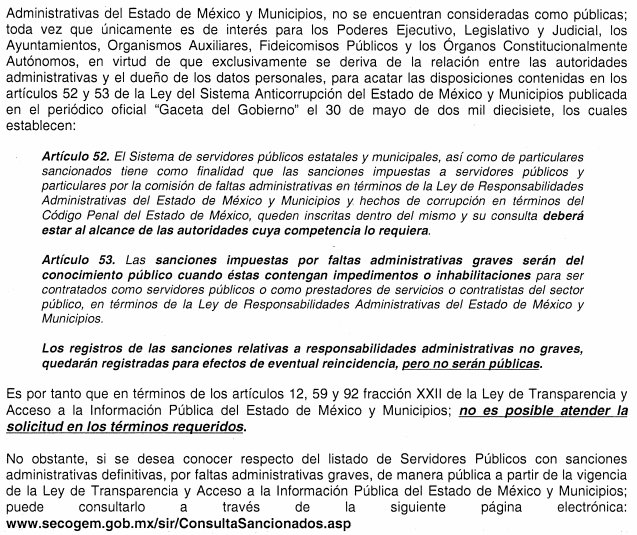 Administrativas del Estado de México y Municipios, no se encuentran consideradas como públicas;
toda vez que únicamente es de interés para los Poderes Ejecutivo, Legislativo y Judicial, los
Ayuntamientos, Organismos Auxiliares, Fideicomisos Públicos y los Órganos Constitucionalmente
Autónomos, en virtud de que exclusivamente se deriva de la relación entre las autoridades
administrativas y el dueño de los datos personales, para acatar las disposiciones contenidas en los
artículos 52 y 53 de la Ley del Sistema Anticorrupción del Estado de México y Municipios publicada
en el periódico oficial “Gaceta del Gobierno” el 30 de mayo de dos mil diecisiete, los cuales
establecen:
Artículo 52. El Sistema de servidores públicos estatales y municipales, así como de particulares
sancionados tiene como finalidad que las sanciones impuestas a servidores públicos y
particulares por la comisión de faltas administrativas en términos de la Ley de Responsabilidades
Administrativas del Estado de México y Municipios y hechos de corrupción en términos del
Código Penal del Estado de México, queden inscritas dentro del mismo y su consulta deberá
estar al alcance de las autoridades cuya competencia lo requiera.
Artículo 53. Las sanciones impuestas por faltas administrativas graves serán del
conocimiento público cuando éstas contengan impedimentos o inhabilitaciones para ser
contratados como servidores públicos o como prestadores de servicio o contratistas del sector
público, en términos de la Ley de Responsabilidades Administrativas del Estado de México y
Municipios.
Los registros de las sanciones relativas a responsabilidades administrativas no graves,
quedarán registradas para efectos de eventual reincidencia, pero no serán públicas.
Es por tanto que en términos de los artículos 12, 59 y 92 fracción XXII de la Ley de Transparencia y
Acceso a la Información Pública del Estado de México y Municipios; no es posible atender la
solicitud en los términos requeridos.
No obstante, si se desea conocer respecto del listado de Servidores Públicos con sanciones
administrativas definitivas, por faltas administrativas graves, de manera pública a partir de la vigencia
de la Ley de Transparencia y Acceso a la Información Pública del Estado de México y Municipios;
puede consultarlo a través de la siguiente página electrónica:
www.secogem.gob.mx/sir/ConsultaSancionados.asp